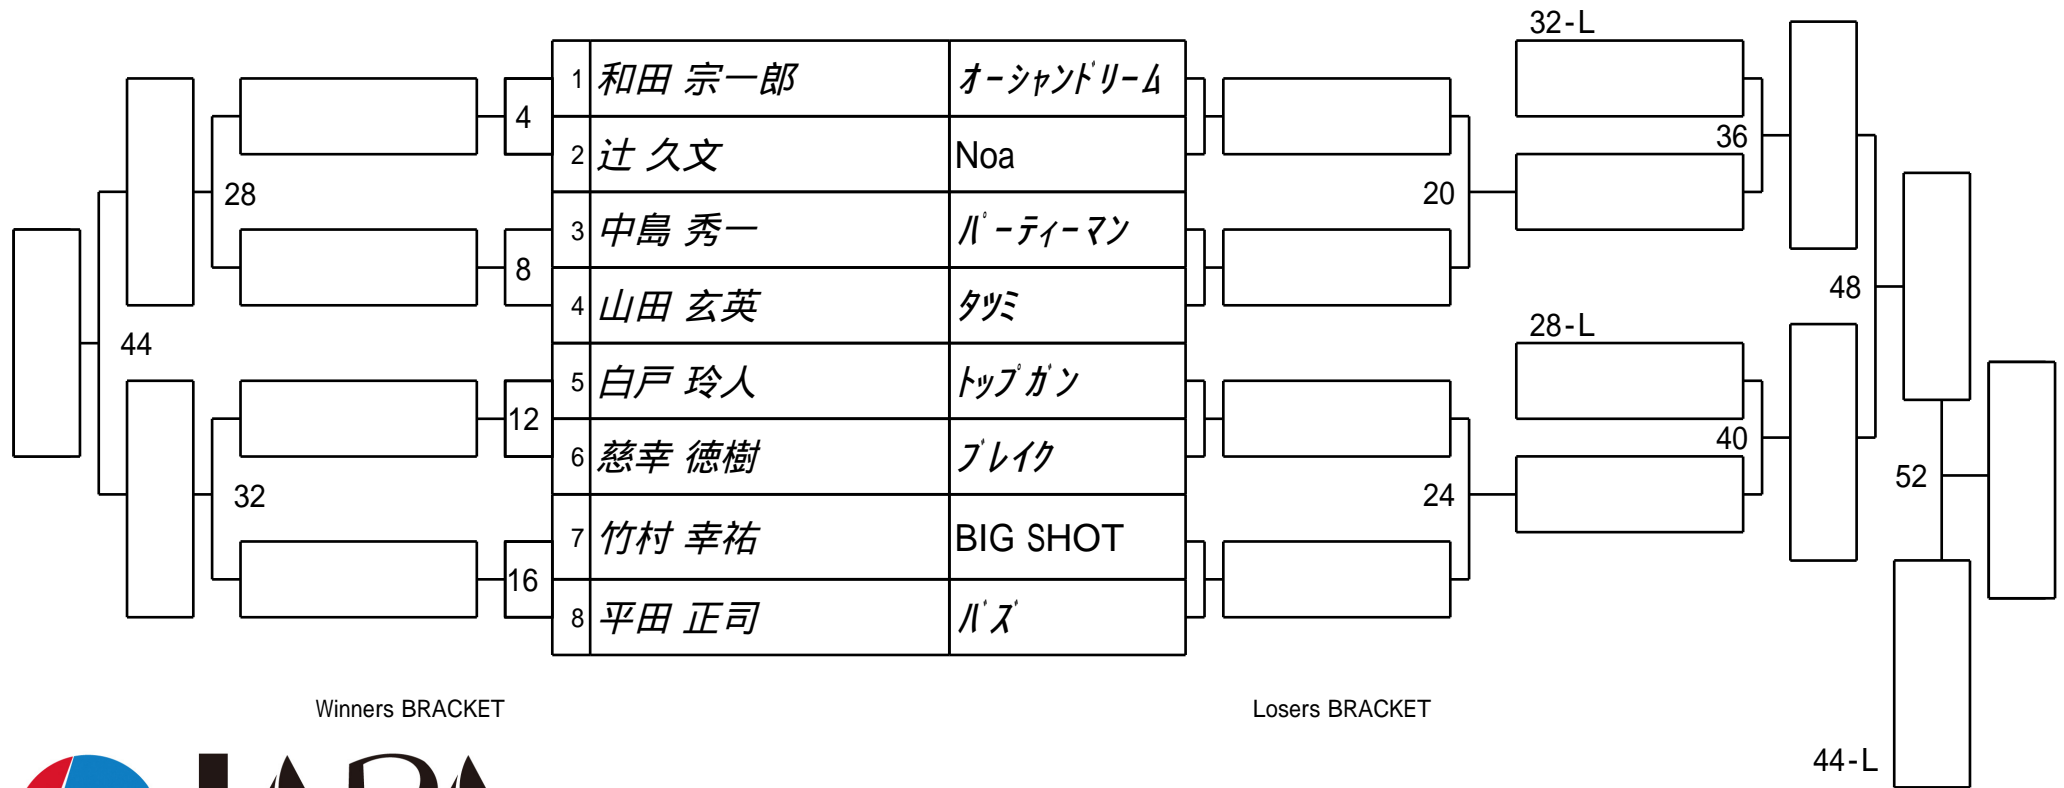 32-L
1 和田 宗一郎 オーシャンドリーム
4
36
2 辻 久文 Noa
28
20
3 中島 秀一 パーティーマン
8
48
4 山田 玄英 タツミ
28-L
44
5 白戸 玲人 トップガン
12
40
6 慈幸 徳樹 ブレイク
52
32
24
7 竹村 幸祐 BIG SHOT
16
8 平田 正司 バズ
Winners BRACKET Losers BRACKET
44-L